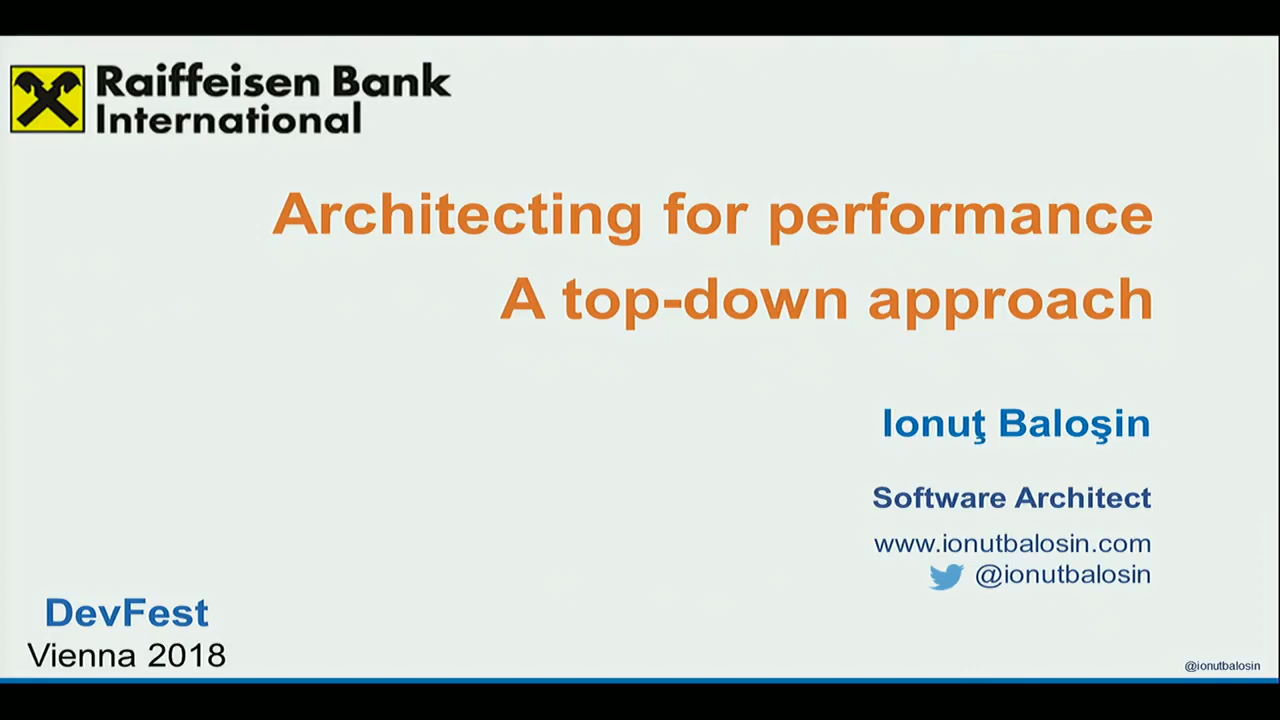 Raiffeisen Bank
International
Architecting for performance
A top-down approach
Ionuţ Baloşin
Software Architect
www.ionutbalosin.com
@ionutbalosin
DevFest
Vienna 2018
@ionutbalosin